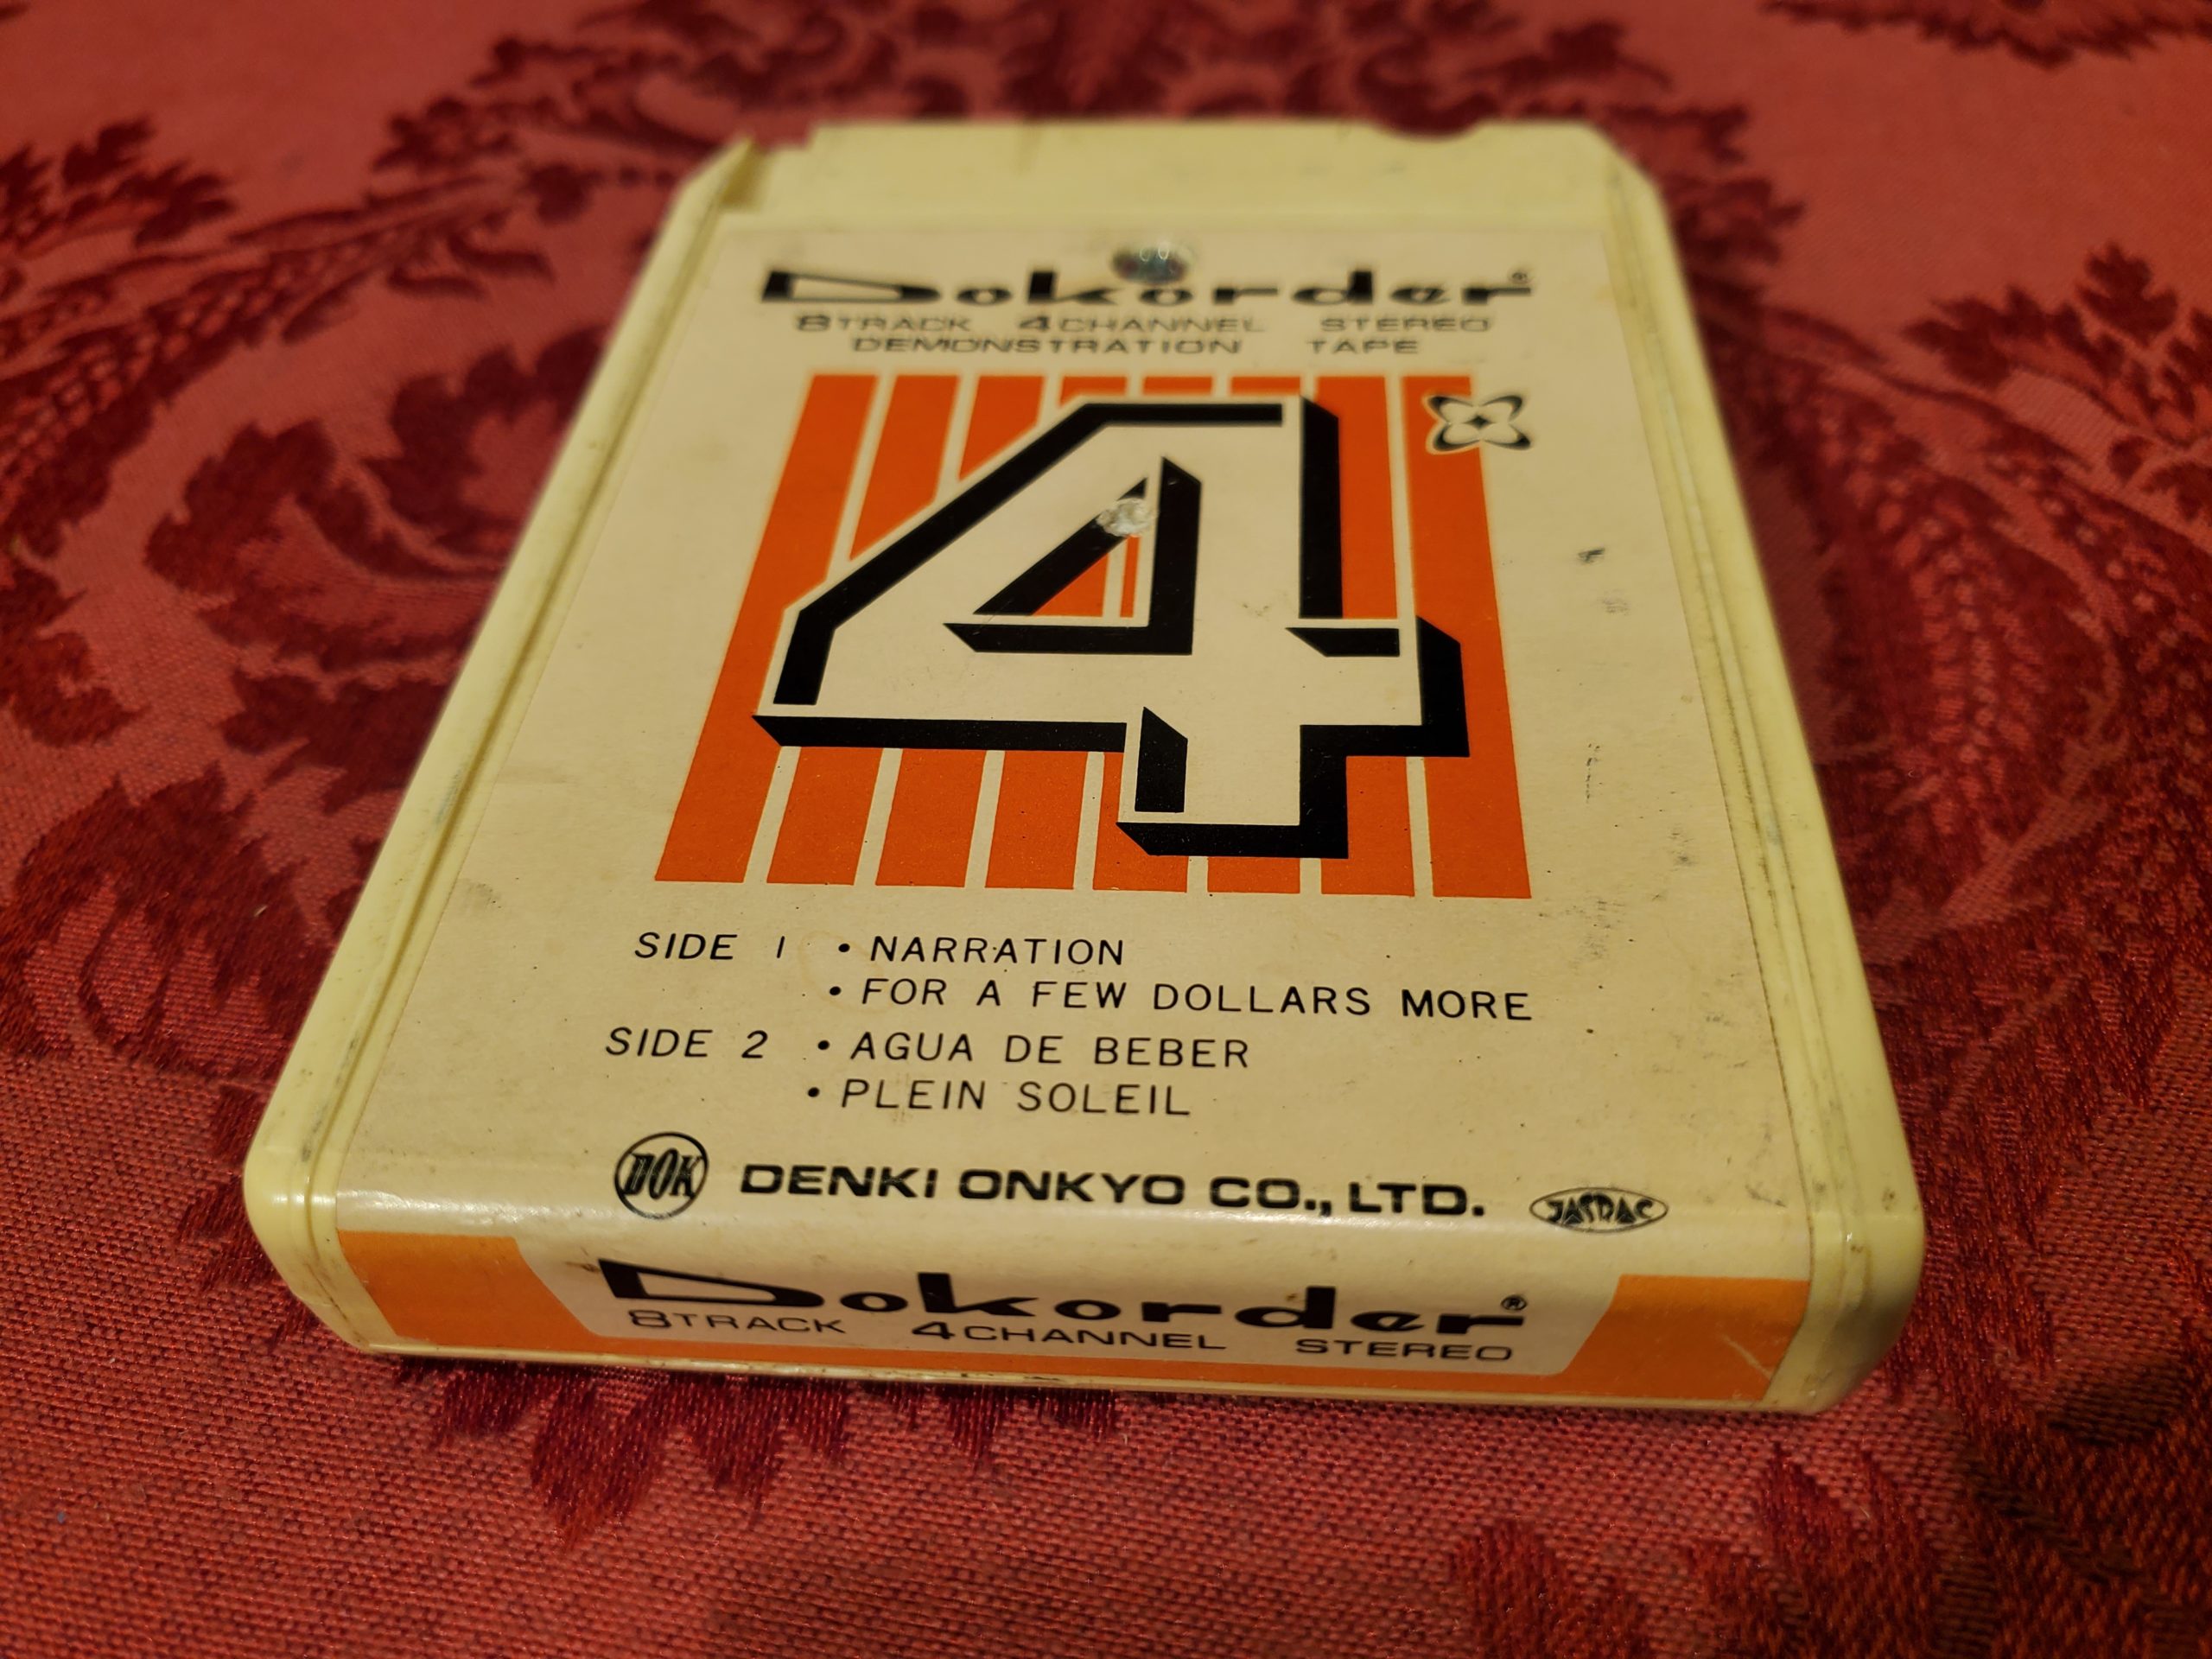 Dokorder®
8TRACK 4CHANNEL STEREO
DEMONSTRATION TAPE
4
SIDE 1 • NARRATION
• FOR A FEW DOLLARS MORE
SIDE 2 • AGUA DE BEBER
• PLEIN SOLEIL
DOK DENKI ONKYO CO., LTD. JASRAC
Dokorder®
8TRACK 4CHANNEL STEREO